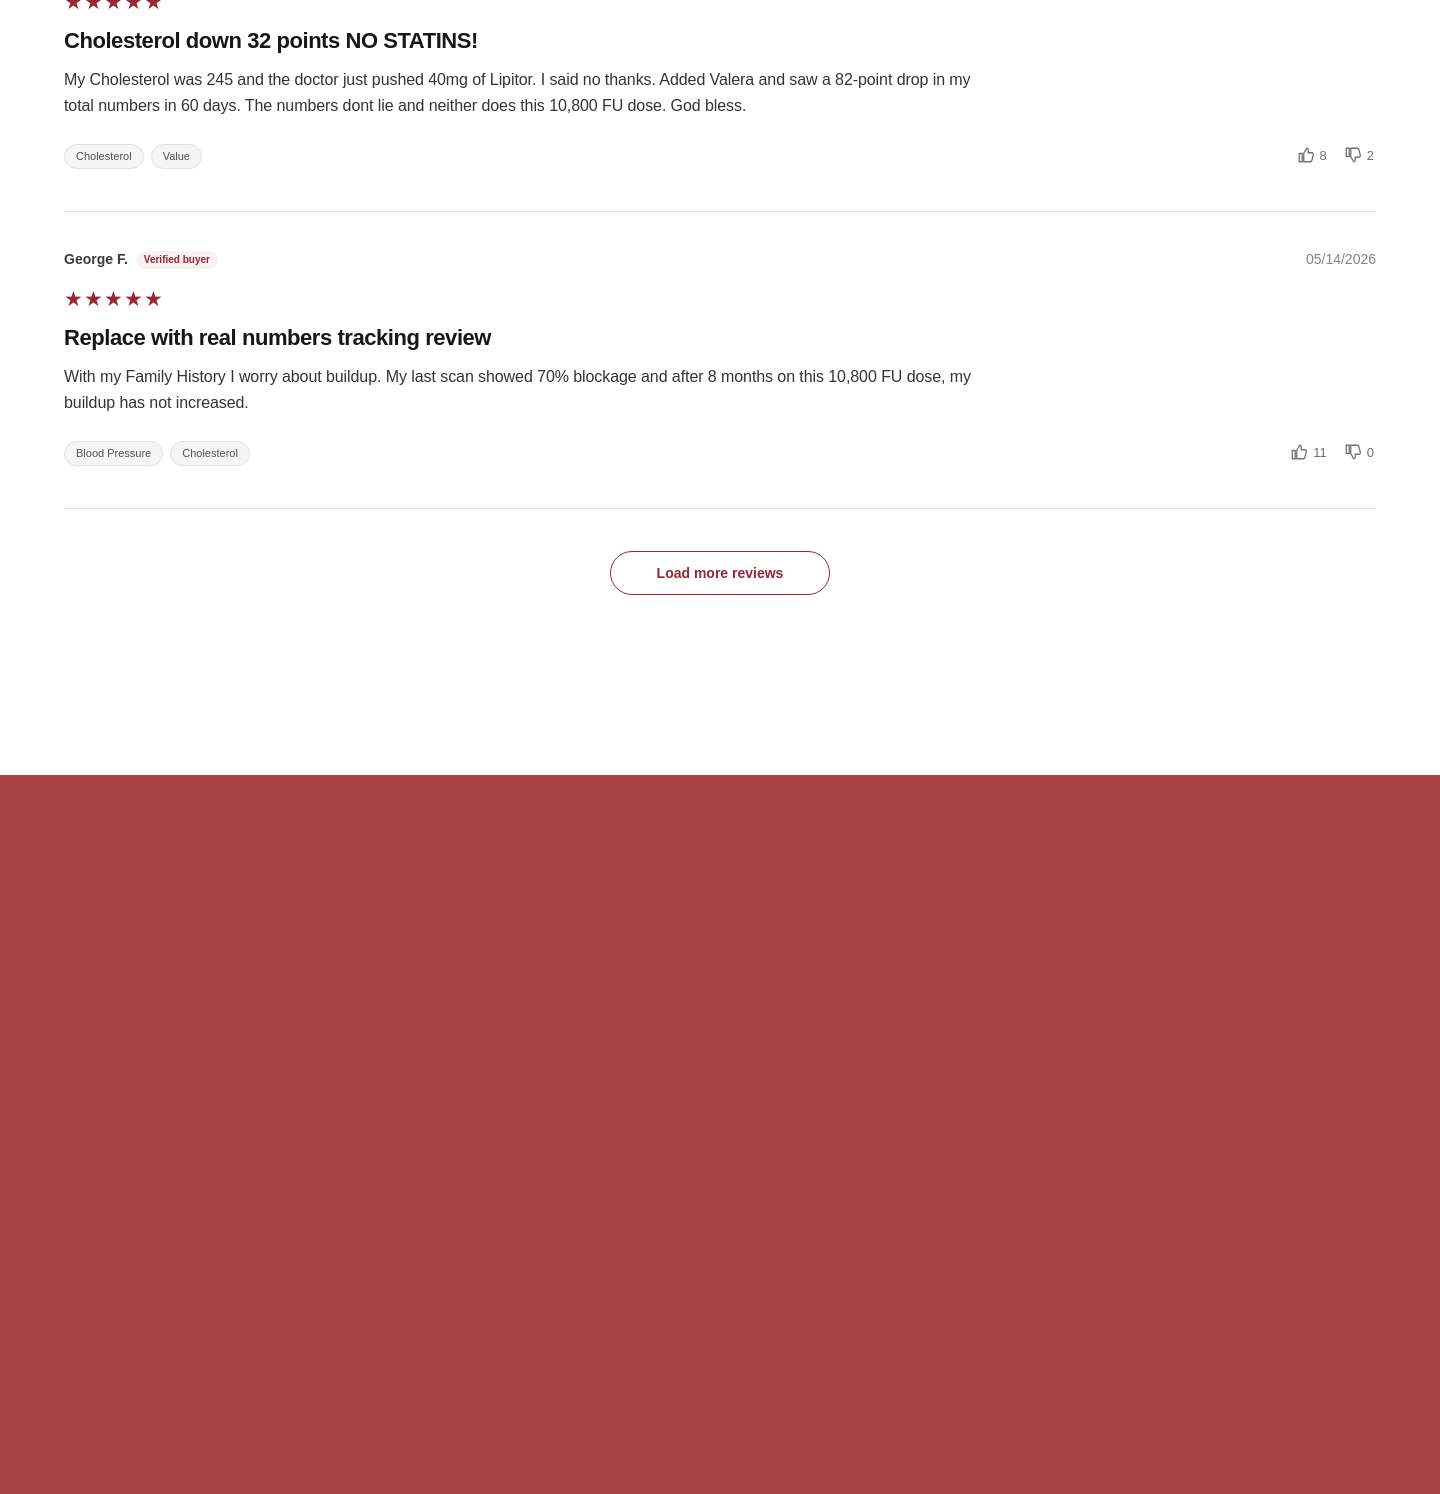 ★★★★★
Cholesterol down 32 points NO STATINS!
My Cholesterol was 245 and the doctor just pushed 40mg of Lipitor. I said no thanks. Added Valera and saw a 82-point drop in my
total numbers in 60 days. The numbers dont lie and neither does this 10,800 FU dose. God bless.
Cholesterol Value 8 2
George F. Verified buyer 05/14/2026
★★★★★
Replace with real numbers tracking review
With my Family History I worry about buildup. My last scan showed 70% blockage and after 8 months on this 10,800 FU dose, my
buildup has not increased.
Blood Pressure Cholesterol 11 0
Load more reviews